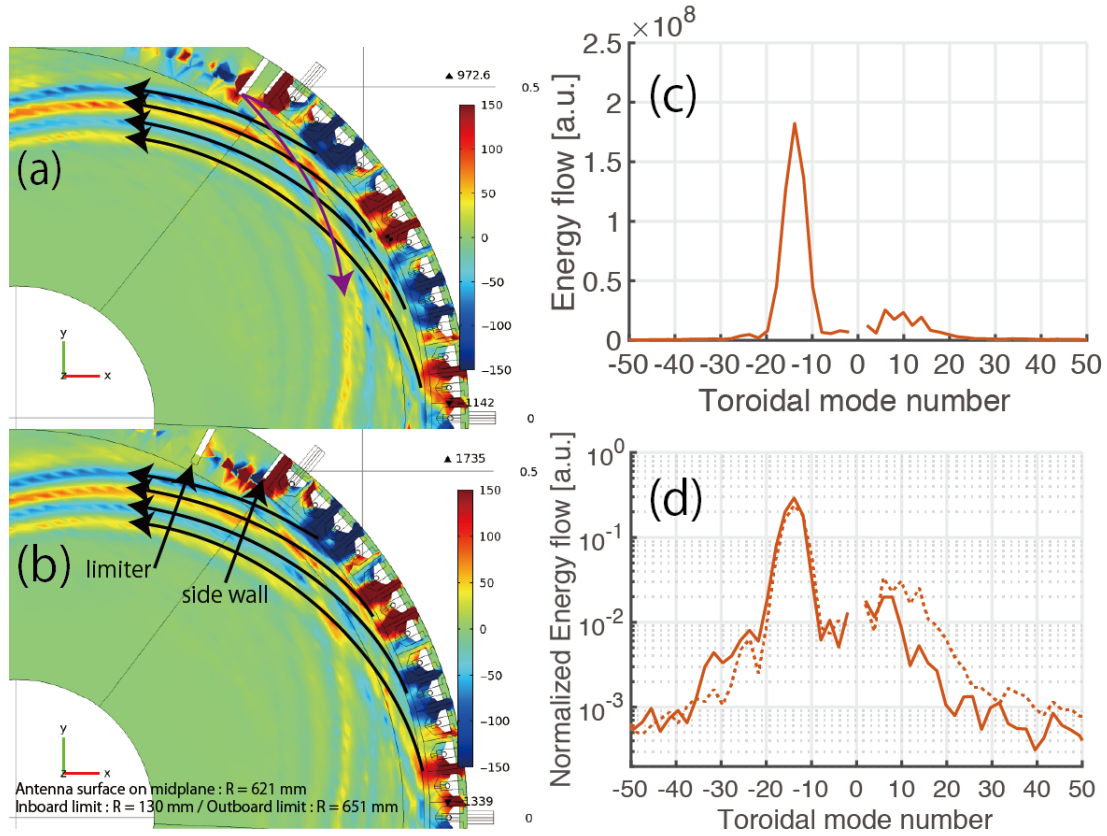 (a)
▲ 972.6
0.5
150
100
50
0
−50
−100
−150
▼ -1142
0
y
z
x
(b)
▲ 1735
0.5
150
100
50
0
−50
−100
−150
▼ -1339
0
limiter
side wall
y
z
x
Antenna surface on midplane : R = 621 mm
Inboard limit : R = 130 mm / Outboard limit : R = 651 mm
(c)
×10⁸
2.5
2
1.5
1
0.5
0
Energy flow [a.u.]
-50 -40 -30 -20 -10 0 10 20 30 40 50
Toroidal mode number
(d)
10⁰
10⁻¹
10⁻²
10⁻³
Normalized Energy flow [a.u.]
-50 -40 -30 -20 -10 0 10 20 30 40 50
Toroidal mode number